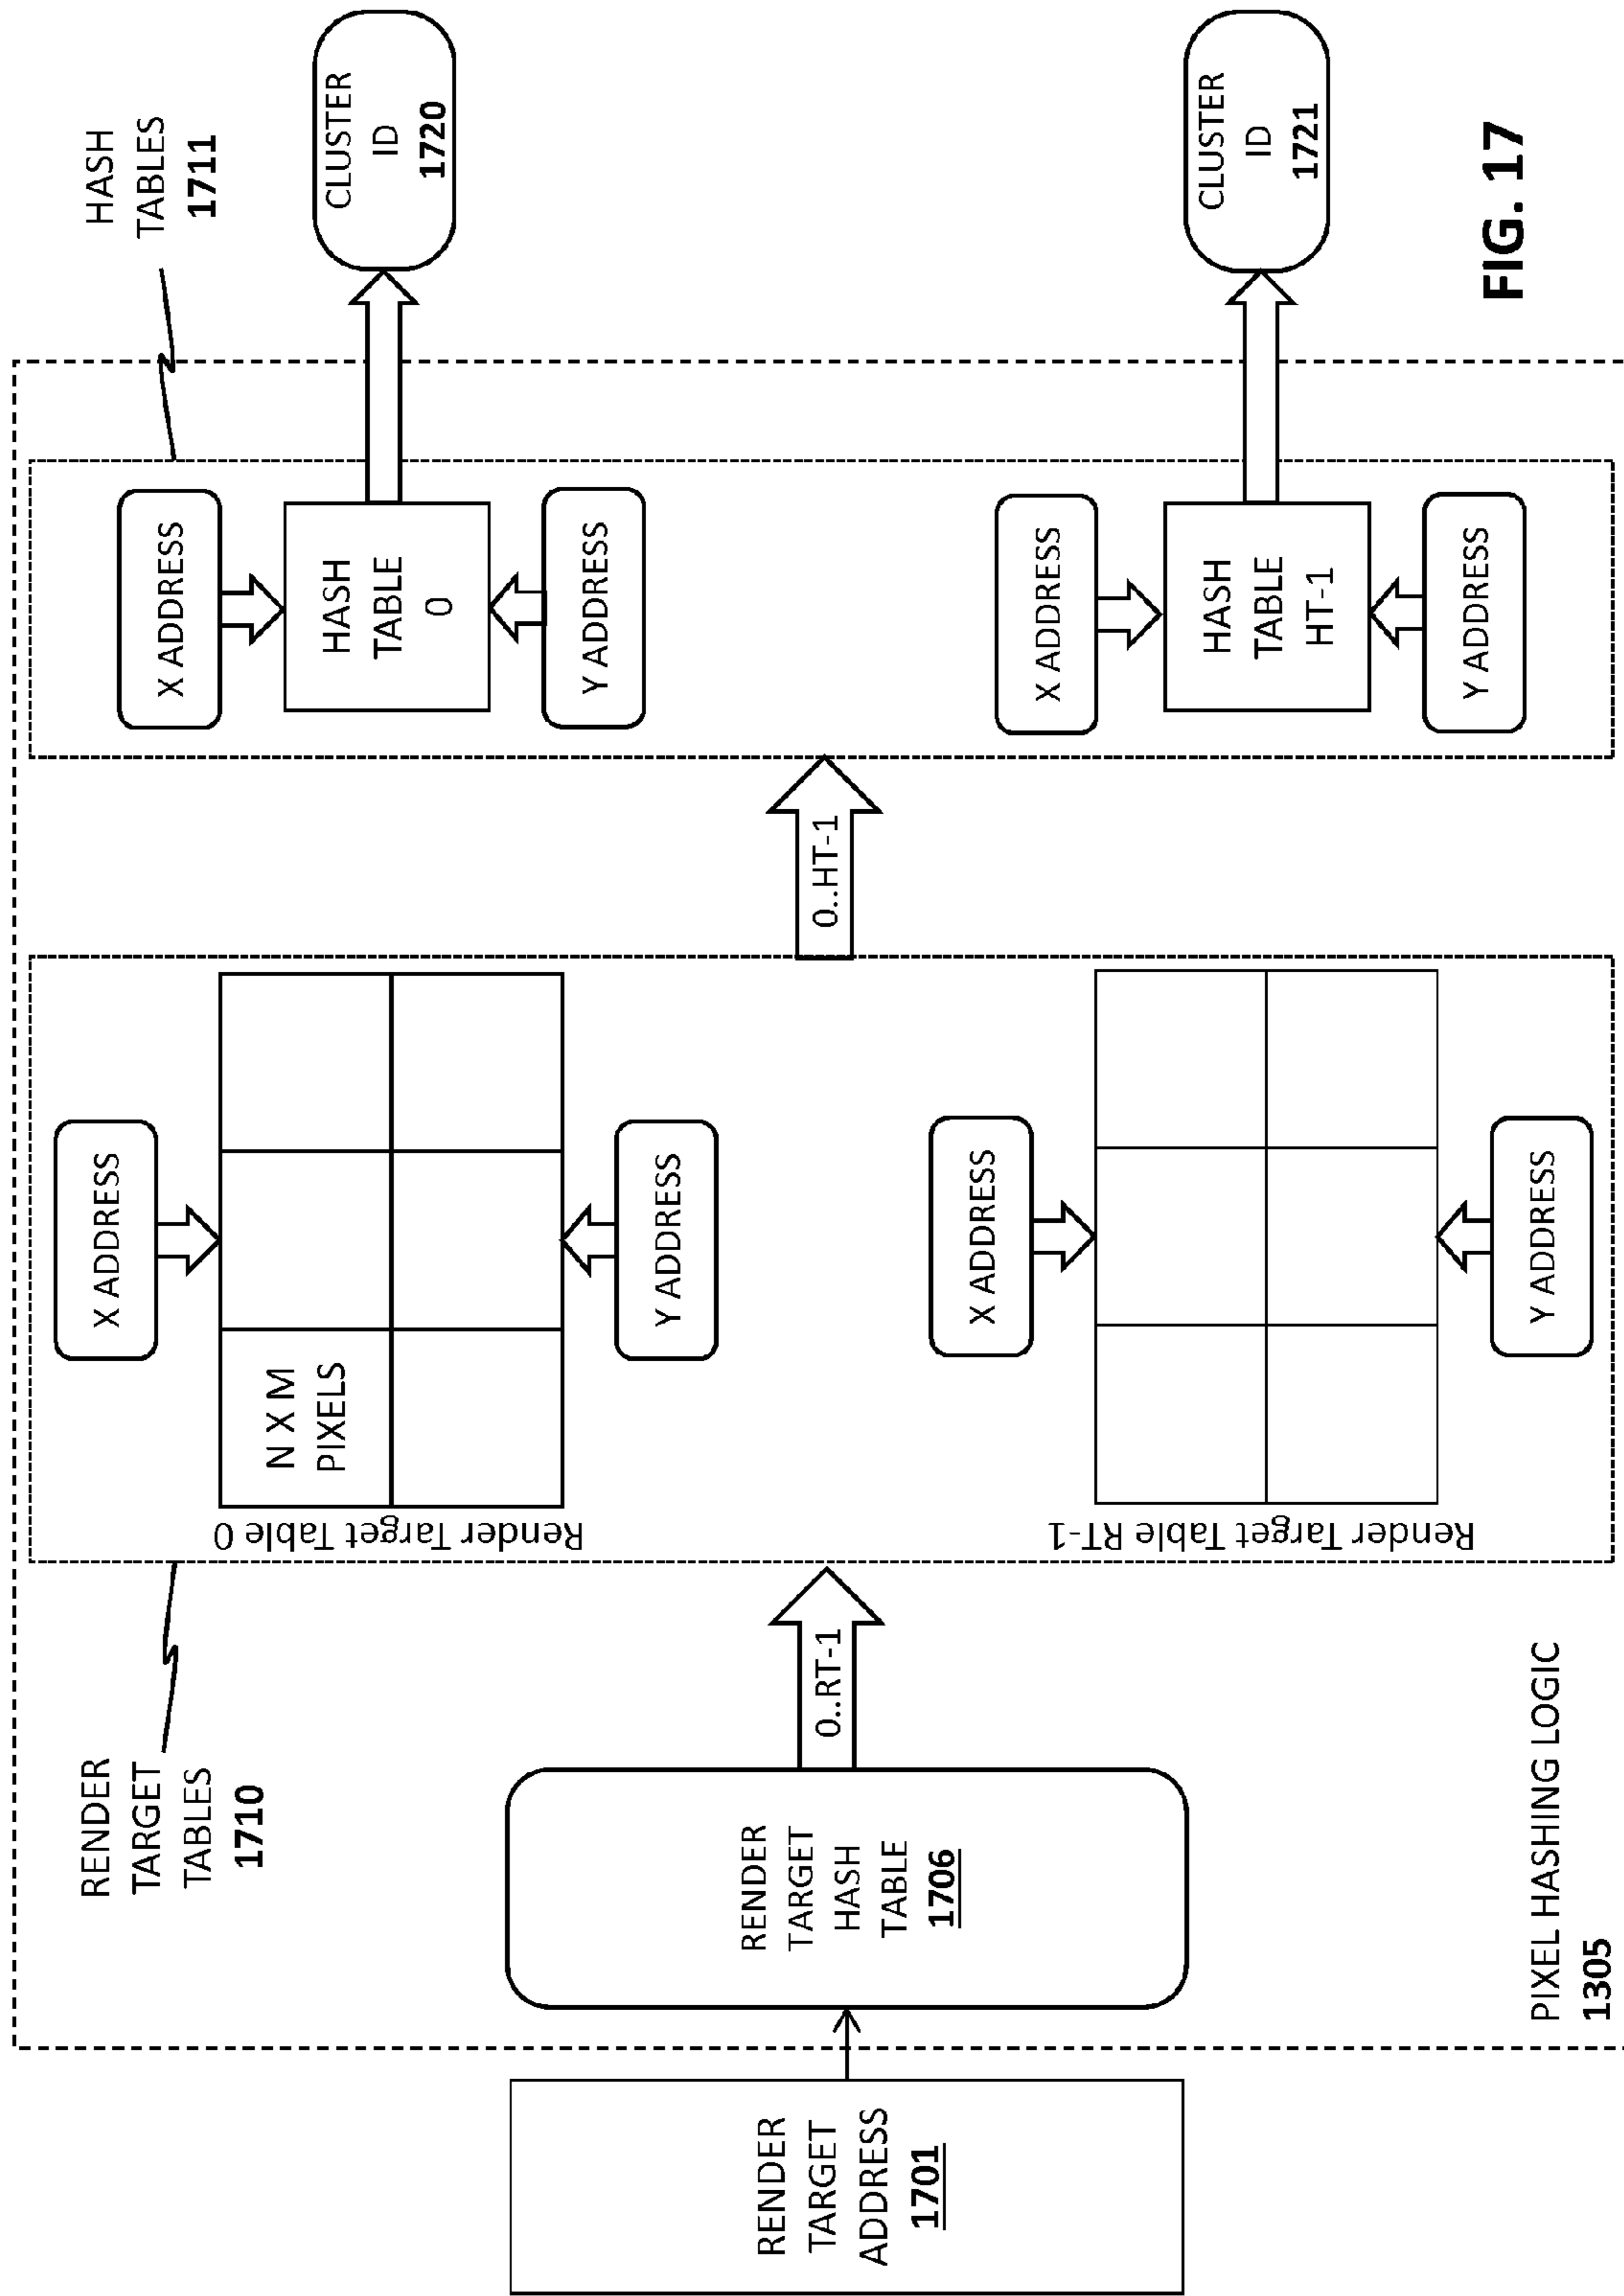 RENDER
TARGET
ADDRESS
1701
RENDER
TARGET
HASH
TABLE
1706
PIXEL HASHING LOGIC
1305
0..RT-1
RENDER
TARGET
TABLES
1710
Render Target Table 0
X ADDRESS
N X M
PIXELS
Y ADDRESS
Render Target Table RT-1
X ADDRESS
Y ADDRESS
0..HT-1
HASH
TABLES
1711
X ADDRESS
HASH
TABLE
0
Y ADDRESS
X ADDRESS
HASH
TABLE
HT-1
Y ADDRESS
CLUSTER
ID
1720
CLUSTER
ID
1721
FIG. 17